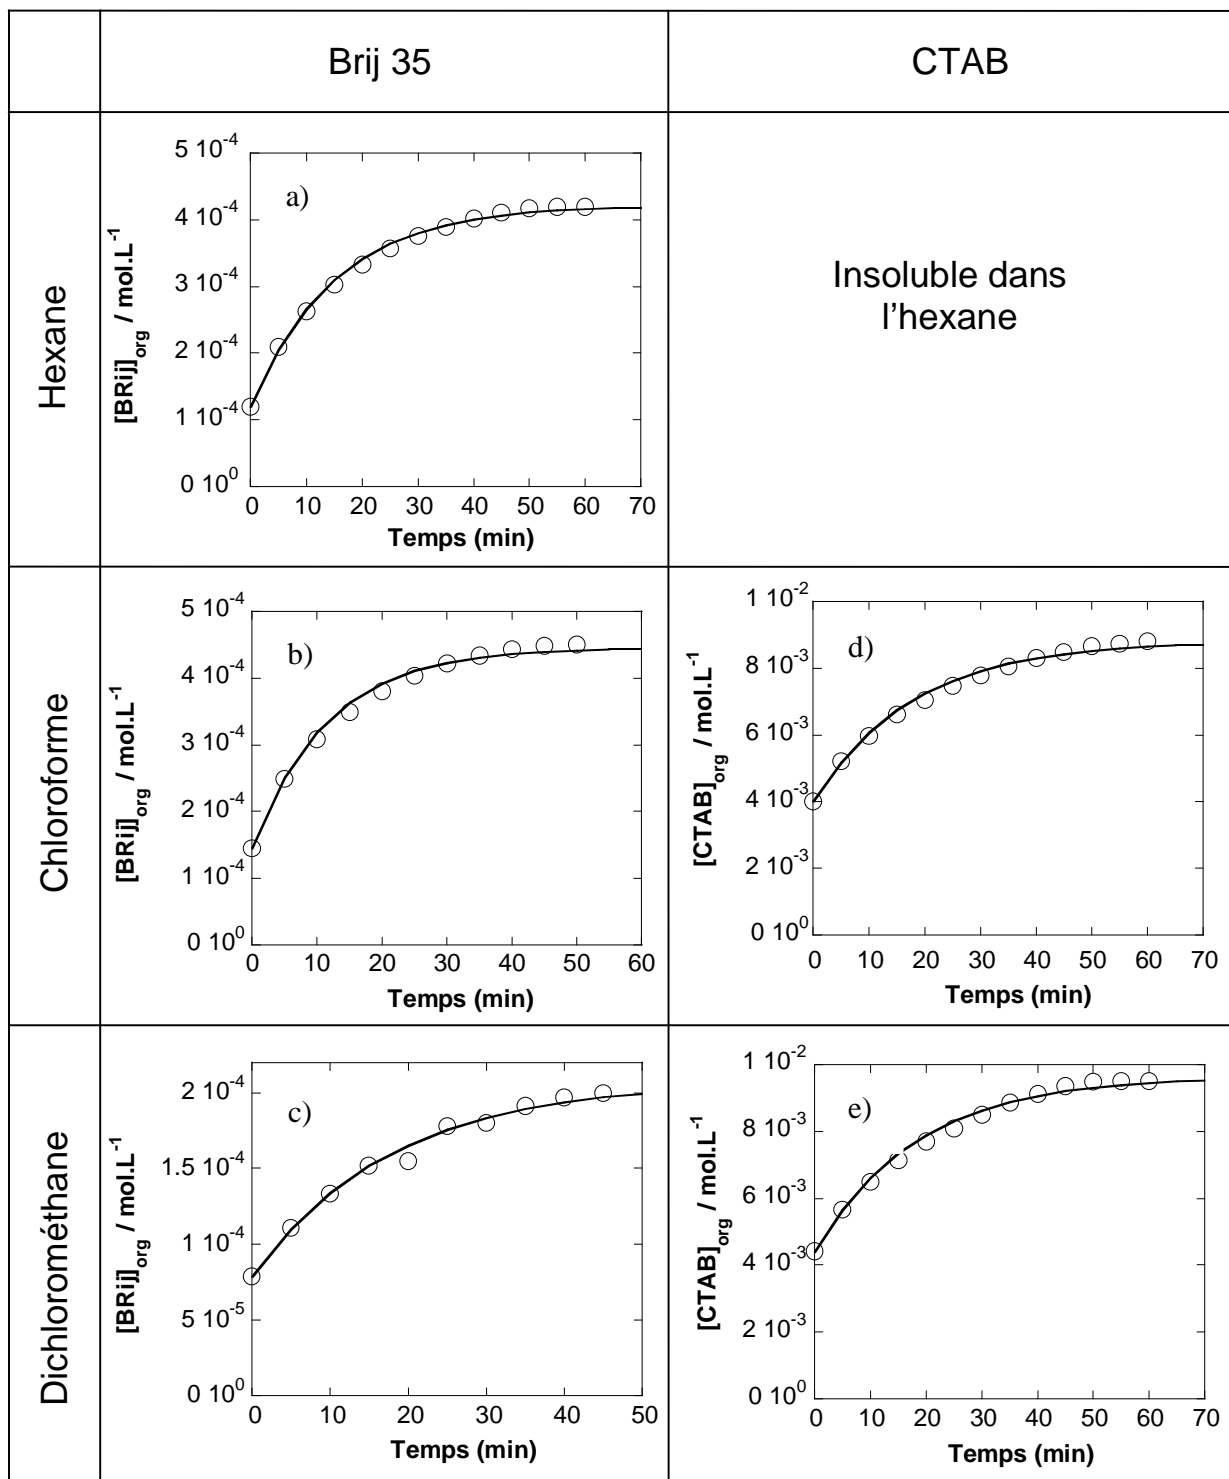 Brij 35
CTAB
Hexane
[BRij]org / mol.L-1
5 10-4
4 10-4
3 10-4
2 10-4
1 10-4
0 100
a)
0 10 20 30 40 50 60 70
Temps (min)
Insoluble dans
l'hexane
Chloroforme
[BRij]org / mol.L-1
5 10-4
4 10-4
3 10-4
2 10-4
1 10-4
0 100
b)
0 10 20 30 40 50 60
Temps (min)
[CTAB]org / mol.L-1
1 10-2
8 10-3
6 10-3
4 10-3
2 10-3
0 100
d)
0 10 20 30 40 50 60 70
Temps (min)
Dichlorométhane
[BRij]org / mol.L-1
2 10-4
1.5 10-4
1 10-4
5 10-5
0 100
c)
0 10 20 30 40 50
Temps (min)
[CTAB]org / mol.L-1
1 10-2
8 10-3
6 10-3
4 10-3
2 10-3
0 100
e)
0 10 20 30 40 50 60 70
Temps (min)